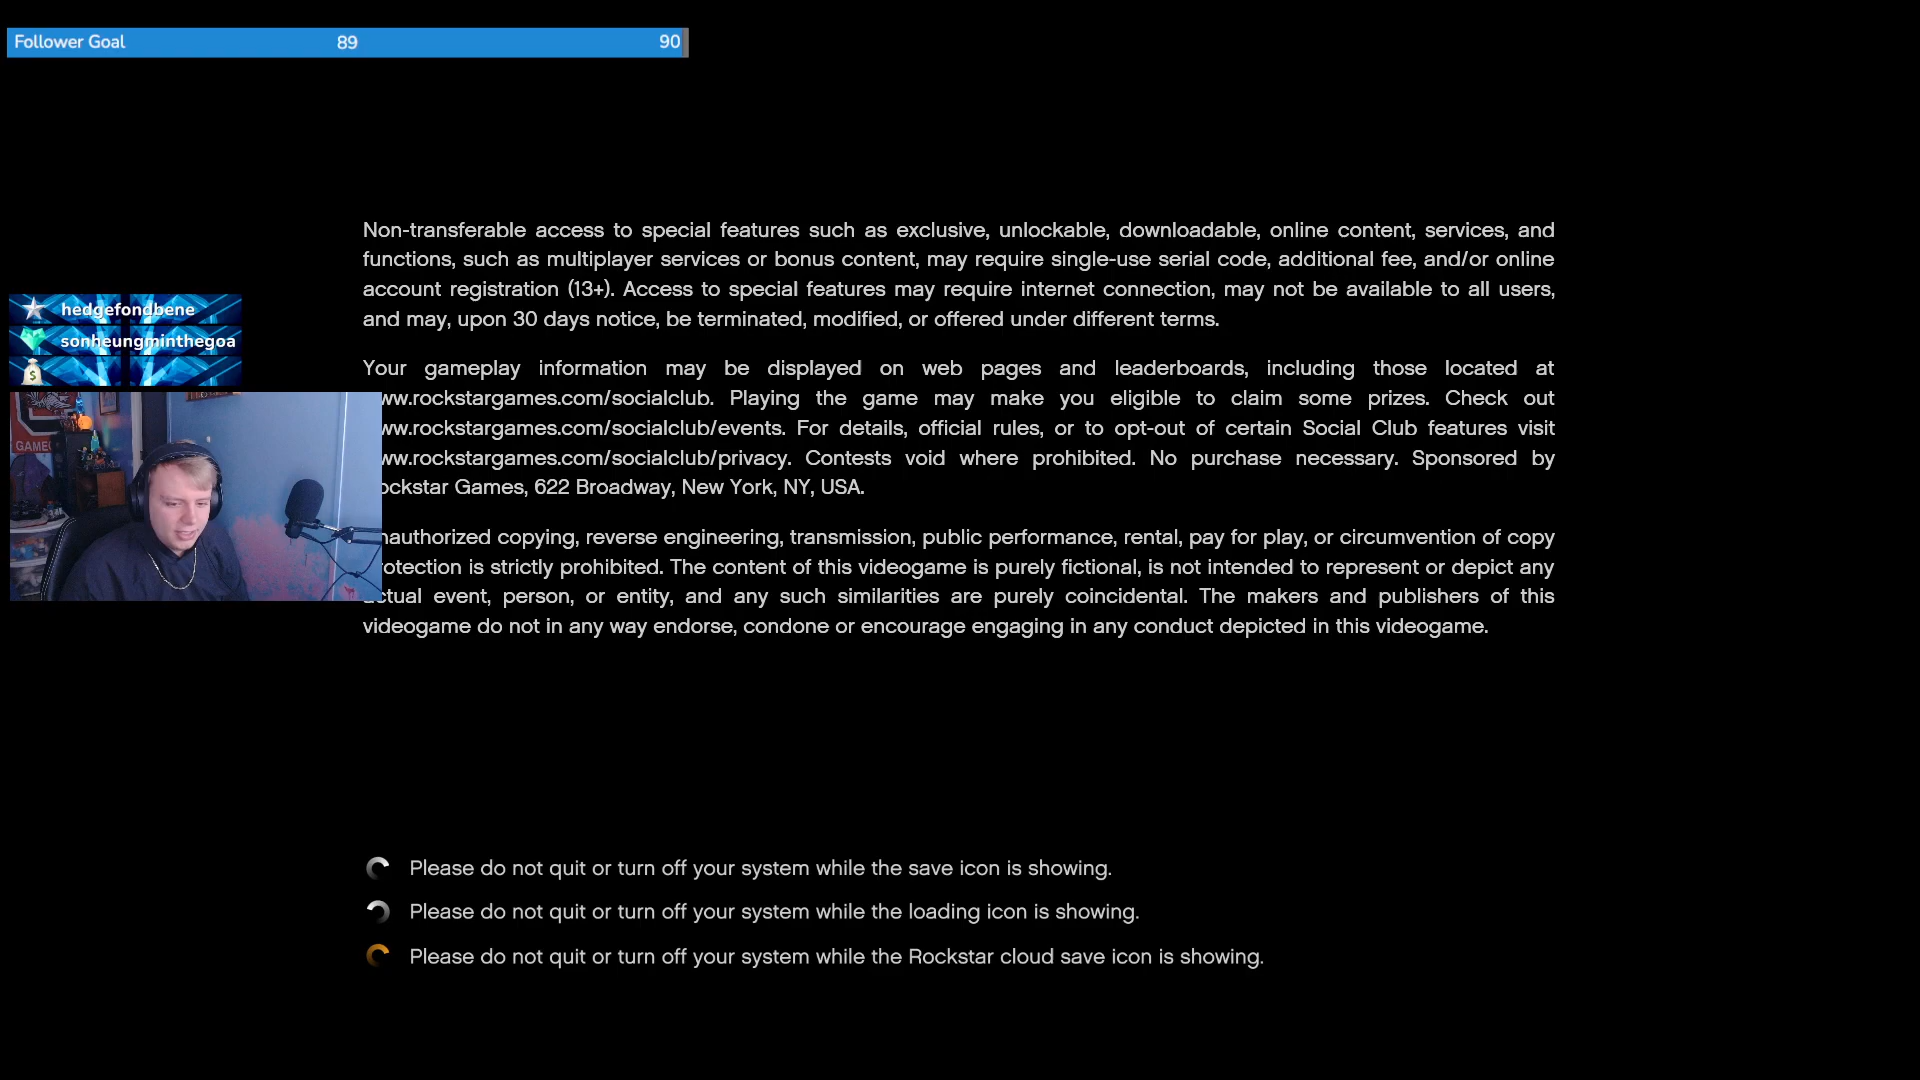 Follower Goal 89 90
Non-transferable access to special features such as exclusive, unlockable, downloadable, online content, services, and
functions, such as multiplayer services or bonus content, may require single-use serial code, additional fee, and/or online
account registration (13+). Access to special features may require internet connection, may not be available to all users,
and may, upon 30 days notice, be terminated, modified, or offered under different terms.
hedgefondbene
sonheungminthegoa
Your gameplay information may be displayed on web pages and leaderboards, including those located at
ww.rockstargames.com/socialclub. Playing the game may make you eligible to claim some prizes. Check out
ww.rockstargames.com/socialclub/events. For details, official rules, or to opt-out of certain Social Club features visit
ww.rockstargames.com/socialclub/privacy. Contests void where prohibited. No purchase necessary. Sponsored by
ockstar Games, 622 Broadway, New York, NY, USA.
GAMEC
nauthorized copying, reverse engineering, transmission, public performance, rental, pay for play, or circumvention of copy
otection is strictly prohibited. The content of this videogame is purely fictional, is not intended to represent or depict any
ctual event, person, or entity, and any such similarities are purely coincidental. The makers and publishers of this
videogame do not in any way endorse, condone or encourage engaging in any conduct depicted in this videogame.
Please do not quit or turn off your system while the save icon is showing.
Please do not quit or turn off your system while the loading icon is showing.
Please do not quit or turn off your system while the Rockstar cloud save icon is showing.